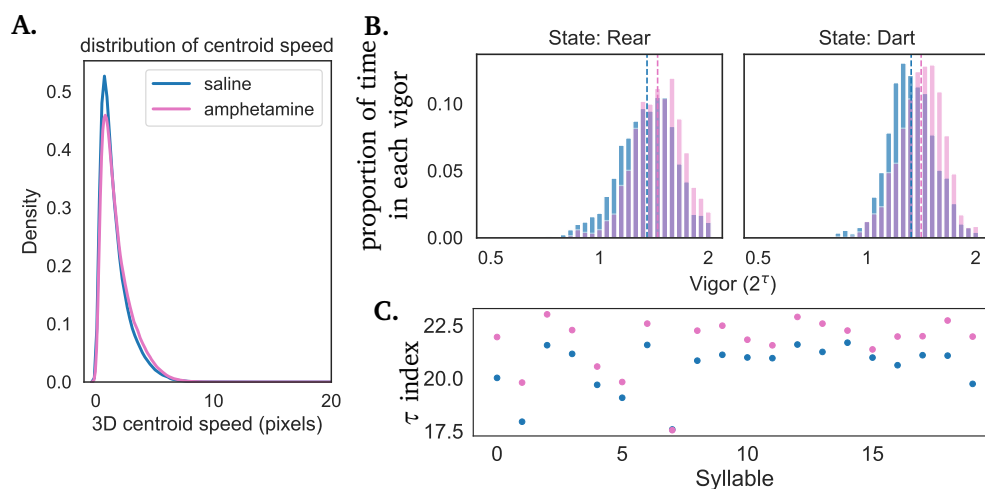 A.
distribution of centroid speed
saline
amphetamine
Density
0.5
0.4
0.3
0.2
0.1
0.0
0
10
20
3D centroid speed (pixels)
B.
State: Rear
State: Dart
proportion of time
in each vigor
0.10
0.05
0.00
0.5
1
2
0.5
1
2
Vigor (2^τ)
C.
τ index
22.5
20.0
17.5
0
5
10
15
Syllable